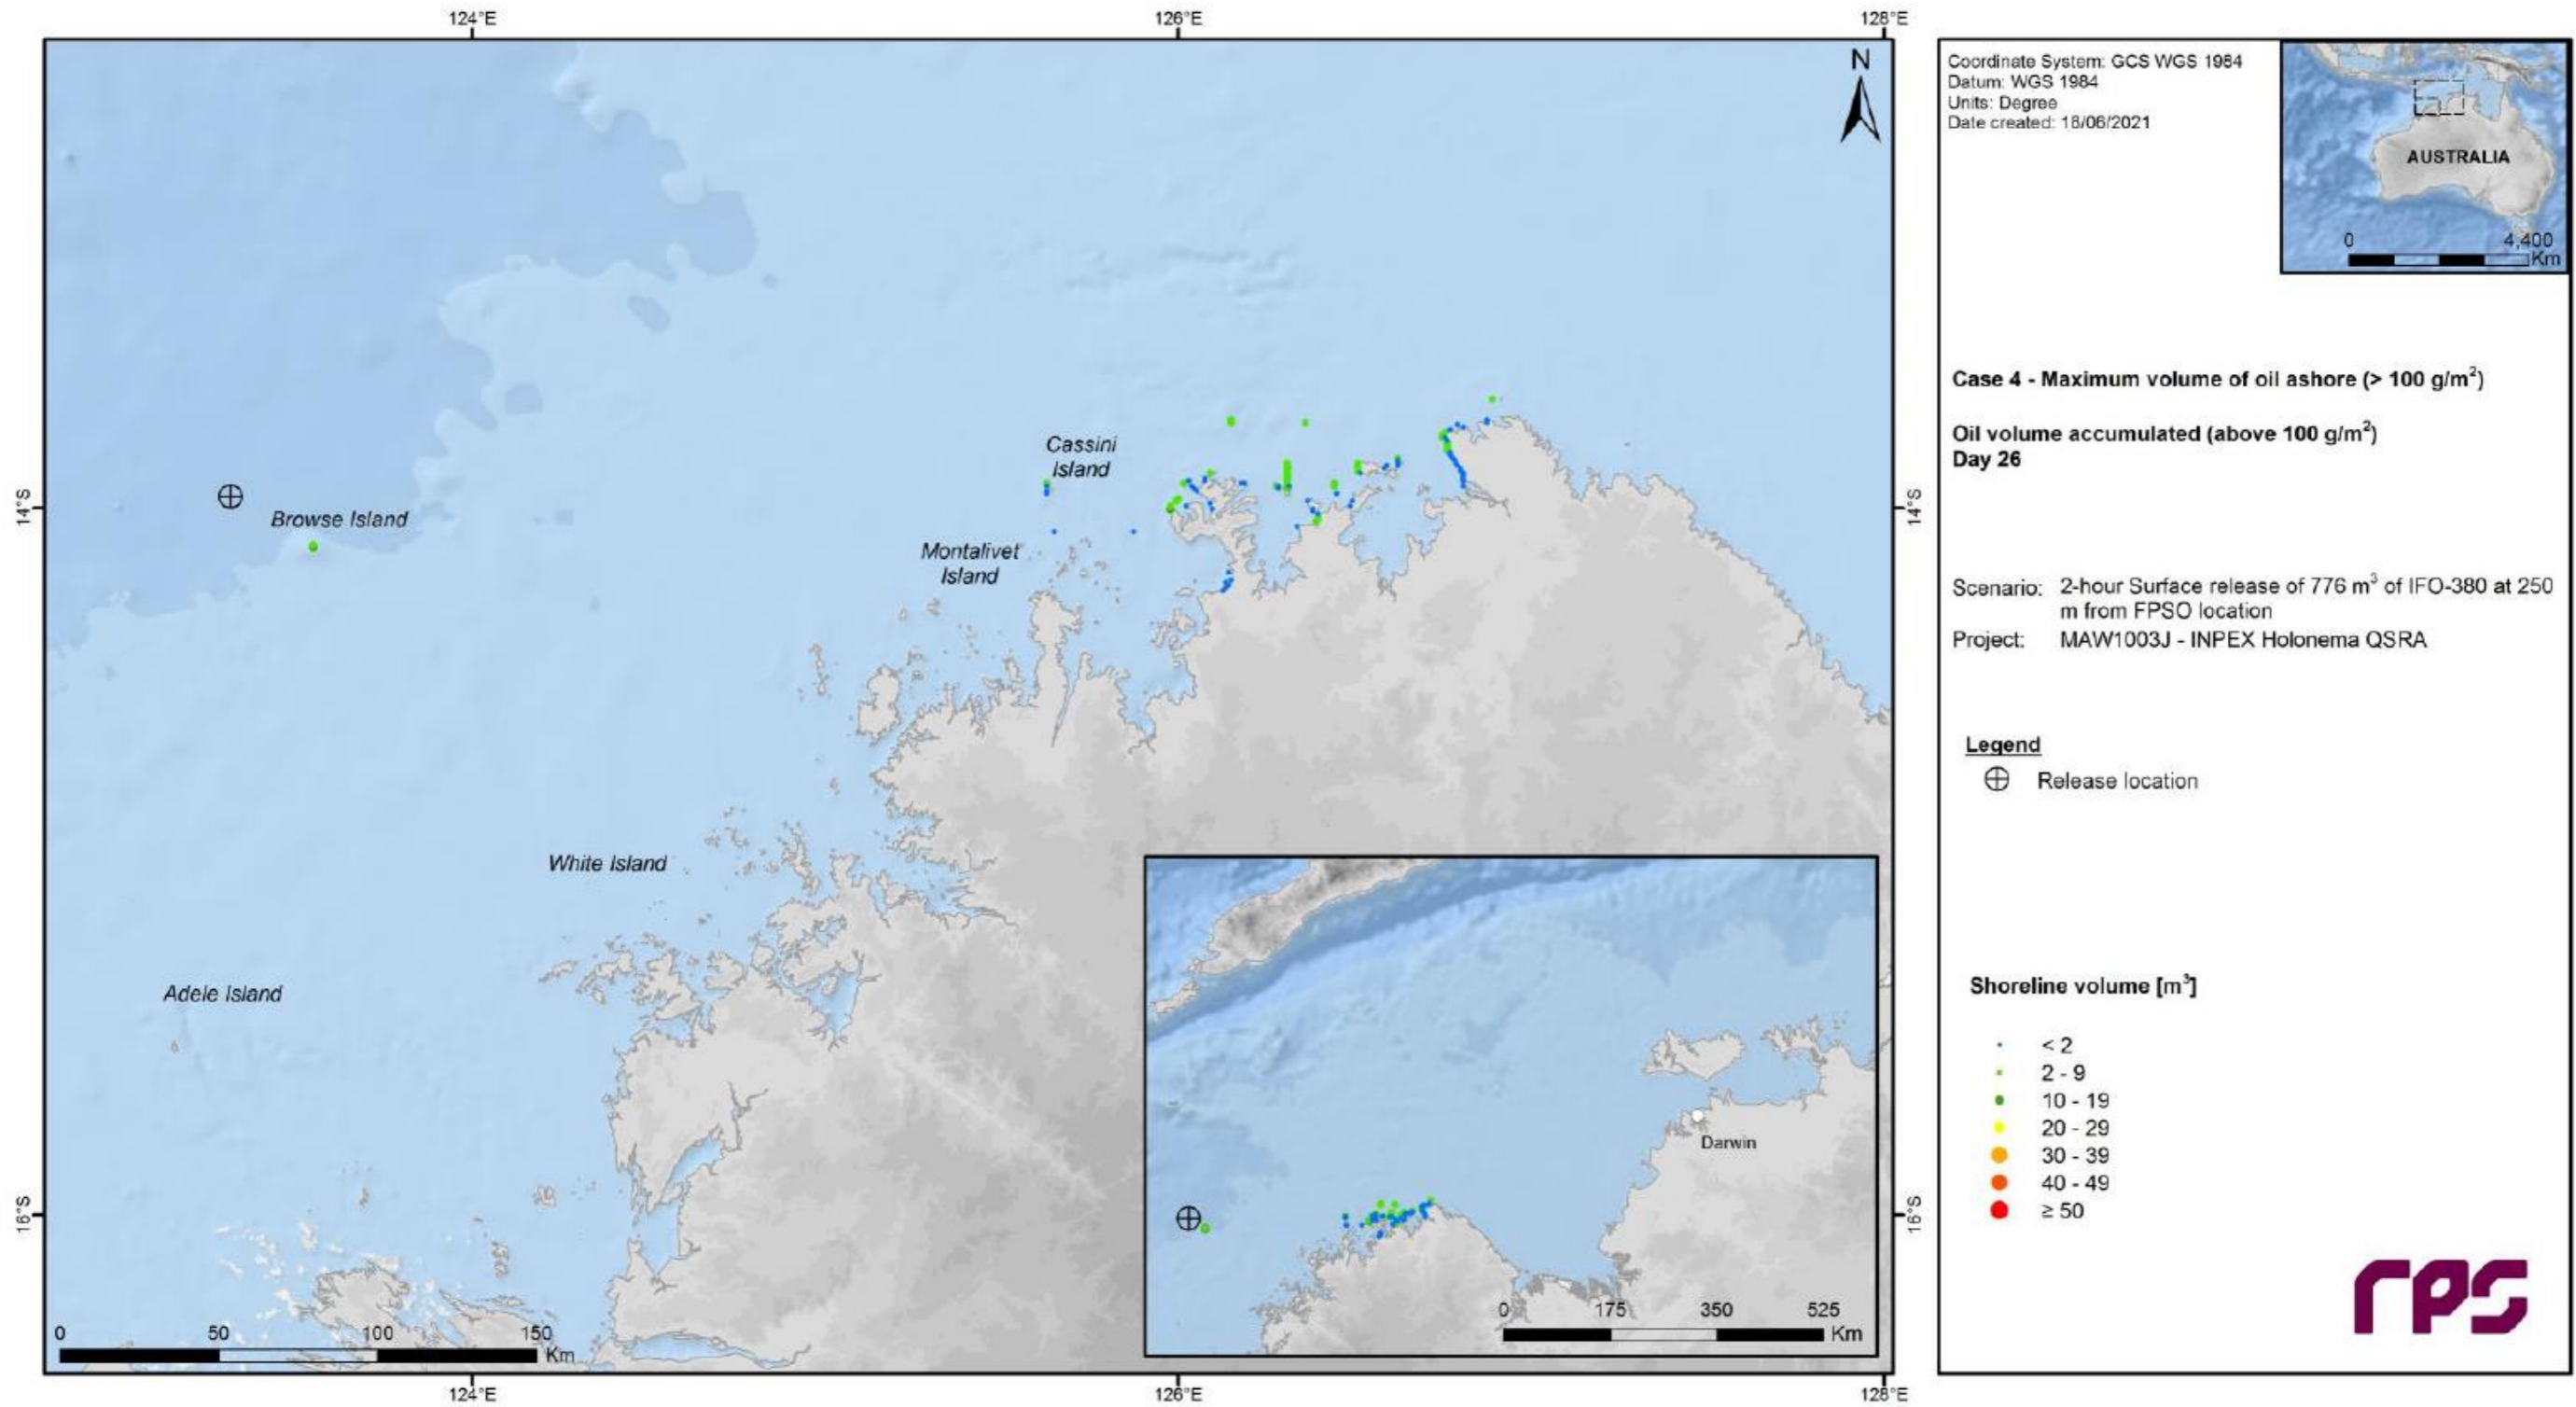 124°E
126°E
128°E
N
14°S
14°S
Cassini
Island
Browse Island
Montalivet
Island
White Island
Adele Island
16°S
16°S
Darwin
0 175 350 525 Km
0 50 100 150 Km
124°E
126°E
128°E
Coordinate System: GCS WGS 1984
Datum: WGS 1984
Units: Degree
Date created: 16/06/2021
AUSTRALIA
0 4,400
Km
Case 4 - Maximum volume of oil ashore (> 100 g/m²)
Oil volume accumulated (above 100 g/m²)
Day 26
Scenario: 2-hour Surface release of 776 m³ of IFO-380 at 250
m from FPSO location
Project: MAW1003J - INPEX Holonema QSRA
Legend
Release location
Shoreline volume [m³]
< 2
2 - 9
10 - 19
20 - 29
30 - 39
40 - 49
≥ 50
rps